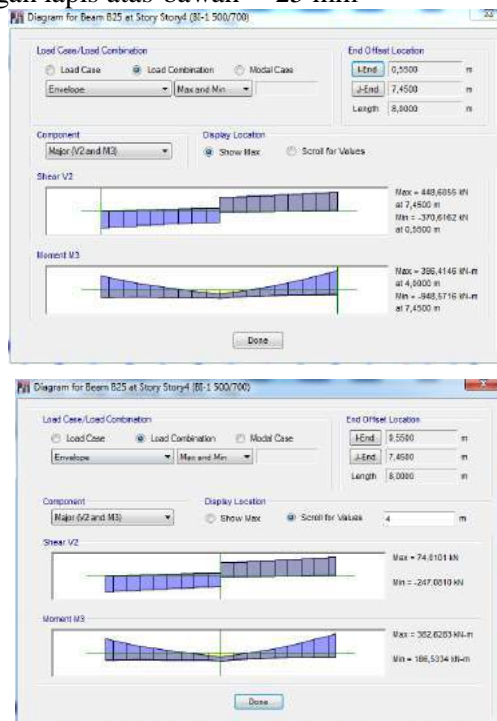 lapis atas-bawah = 25 mm
Diagram for Beam B25 at Story Story4 (BI-1 500/700)
Load Case/Load Combination
End Offset Location
Load Case
Load Combination
Modal Case
I-End 0,5500 m
Envelope
Max and Min
J-End 7,4500 m
Length 8,0000 m
Component
Display Location
Major (V2 and M3)
Show Max
Scroll for Values
Shear V2
Max = 448,6055 kN
at 7,4500 m
Min = -370,6162 kN
at 0,5500 m
Moment M3
Max = 396,4146 kN-m
at 4,0000 m
Min = -948,5716 kN-m
at 7,4500 m
Done
Diagram for Beam B25 at Story Story4 (BI-1 500/700)
Load Case/Load Combination
End Offset Location
Load Case
Load Combination
Modal Case
I-End 0,5500 m
Envelope
Max and Min
J-End 7,4500 m
Length 8,0000 m
Component
Display Location
Major (V2 and M3)
Show Max
Scroll for Values
4 m
Shear V2
Max = 74,0101 kN
Min = -247,0810 kN
Moment M3
Min = 186,5334 kN-m
Done